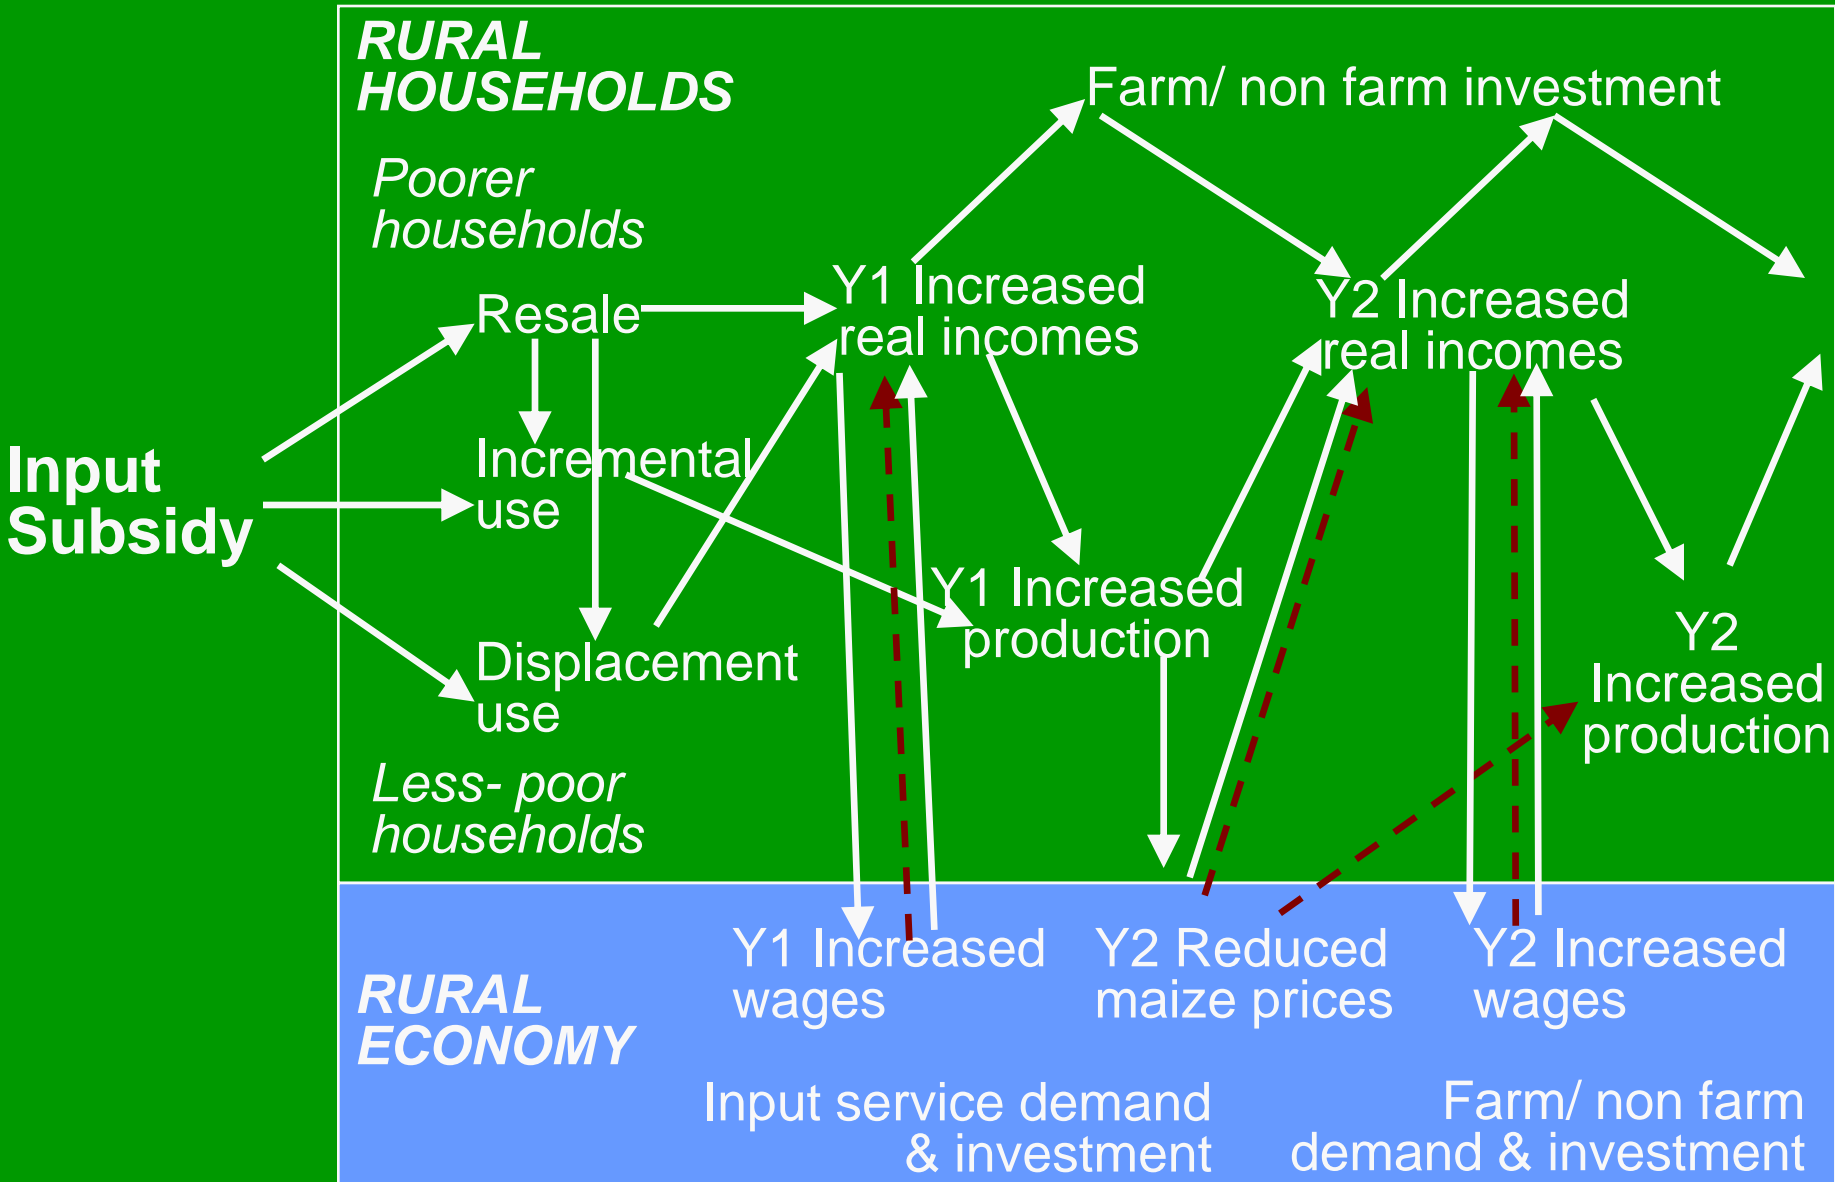 RURAL
HOUSEHOLDS
Farm/ non farm investment
Poorer
households
Resale
Y1 Increased
real incomes
Y2 Increased
real incomes
Input
Subsidy
Incremental
use
Y1 Increased
production
Displacement
use
Y2
Increased
production
Less- poor
households
RURAL
ECONOMY
Y1 Increased
wages
Y2 Reduced
maize prices
Y2 Increased
wages
Input service demand
& investment
Farm/ non farm
demand & investment